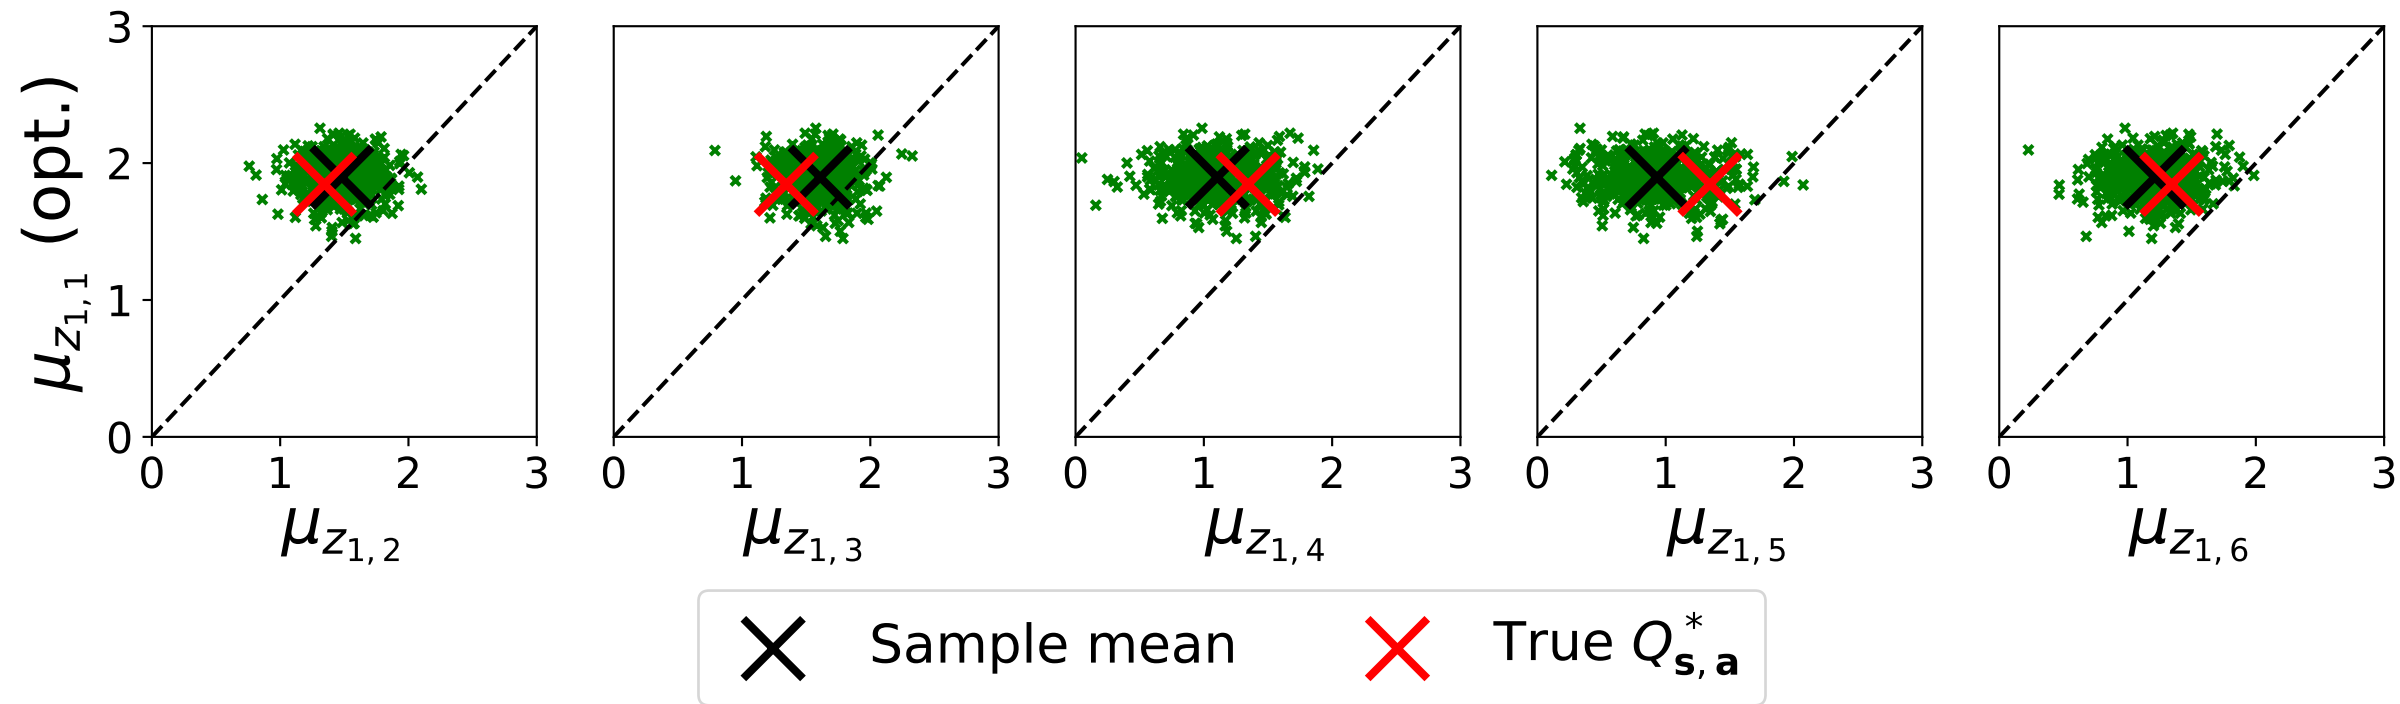 μ_{z_{1,1}} (opt.)
3
2
1
0
0 1 2 3
0 1 2 3
0 1 2 3
0 1 2 3
0 1 2 3
μ_{z_{1,2}}
μ_{z_{1,3}}
μ_{z_{1,4}}
μ_{z_{1,5}}
μ_{z_{1,6}}
Sample mean
True Q^*_{s,a}